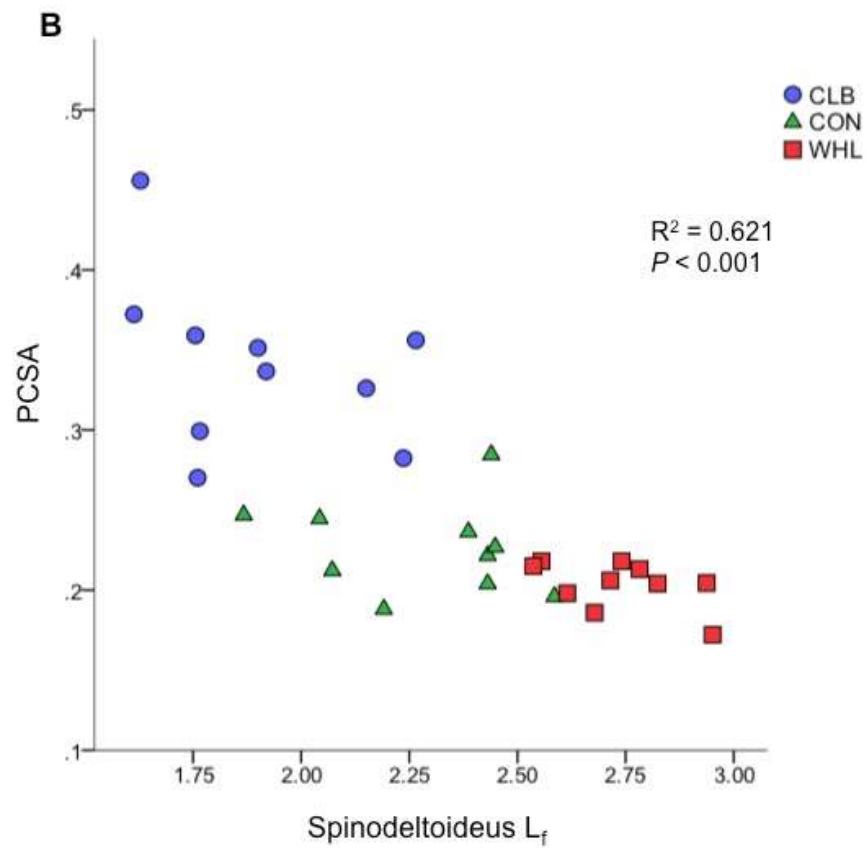 B
CLB
CON
WHL
R² = 0.621
P < 0.001
PCSA
.5
.4
.3
.2
.1
1.75 2.00 2.25 2.50 2.75 3.00
Spinodeltoideus Lf